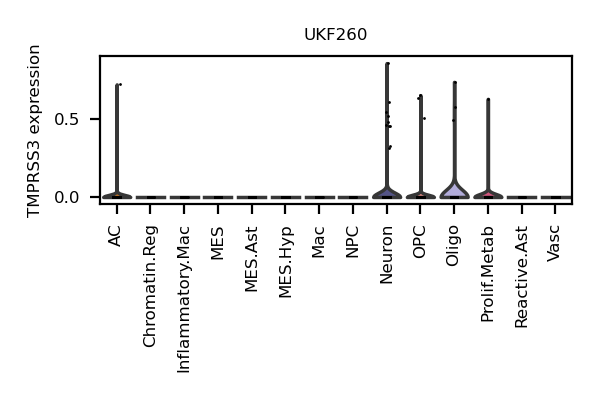 UKF260
TMPRSS3 expression
0.5
0.0
AC
Chromatin.Reg
Inflammatory.Mac
MES
MES.Ast
MES.Hyp
Mac
NPC
Neuron
OPC
Oligo
Prolif.Metab
Reactive.Ast
Vasc